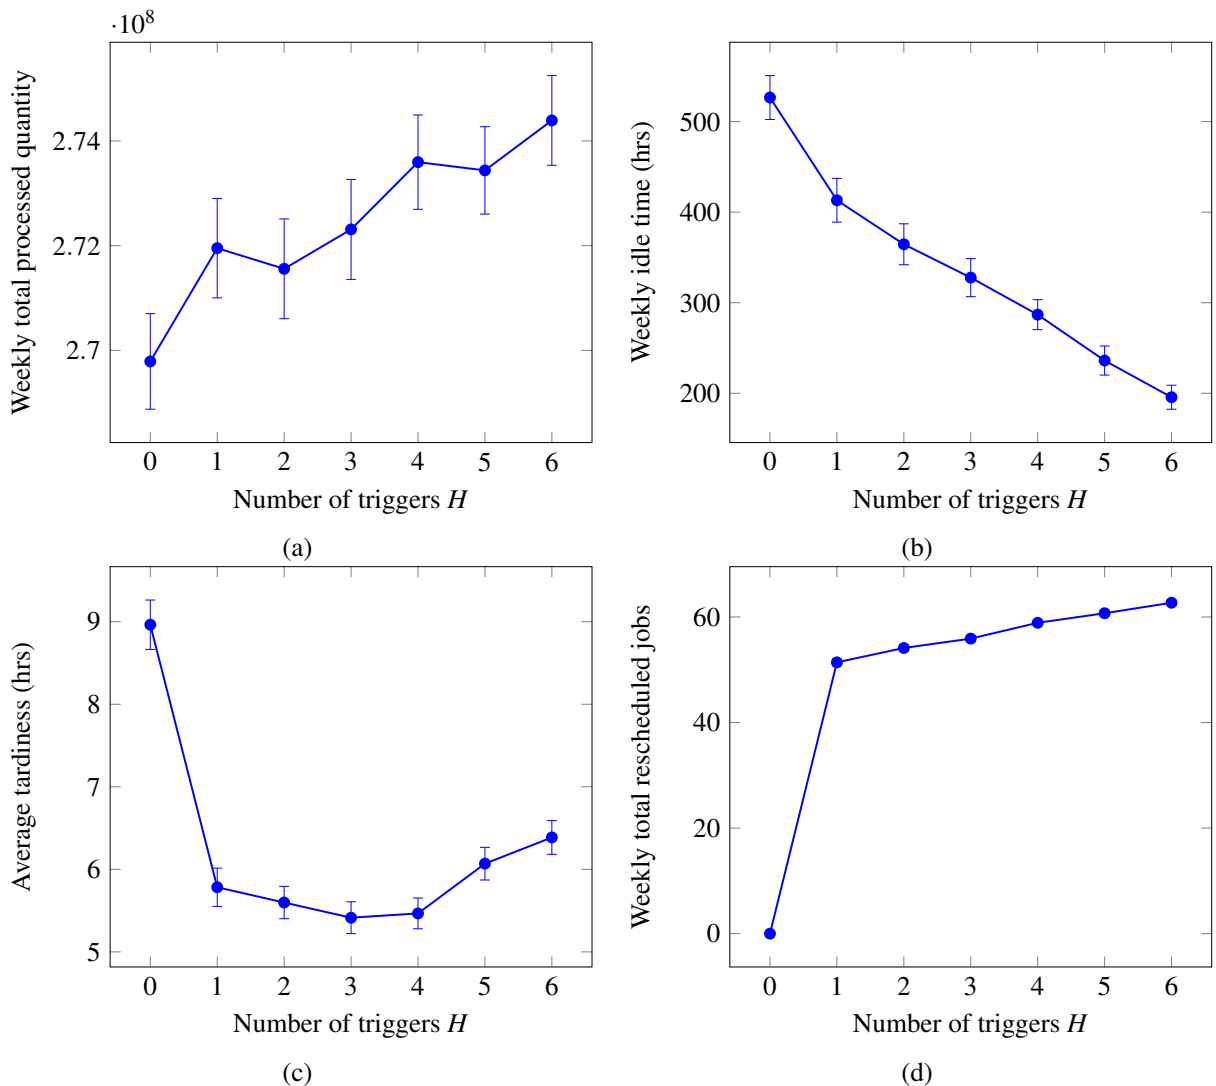 ·10⁸
Weekly total processed quantity
2.74
2.72
2.7
0 1 2 3 4 5 6
Number of triggers H
(a)
Weekly idle time (hrs)
500
400
300
200
0 1 2 3 4 5 6
Number of triggers H
(b)
Average tardiness (hrs)
9
8
7
6
5
0 1 2 3 4 5 6
Number of triggers H
(c)
Weekly total rescheduled jobs
60
40
20
0
0 1 2 3 4 5 6
Number of triggers H
(d)